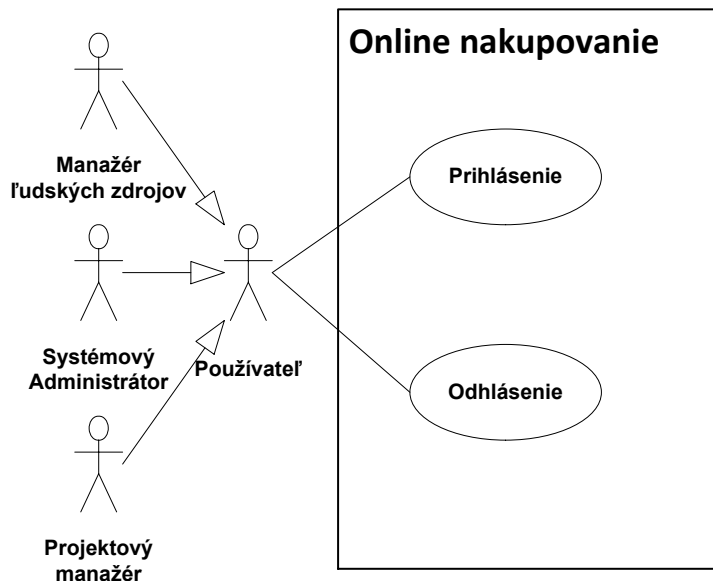 Online nakupovanie
Manažér
ľudských zdrojov
Prihlásenie
Systémový
Administrátor
Používateľ
Odhlásenie
Projektový
manažér